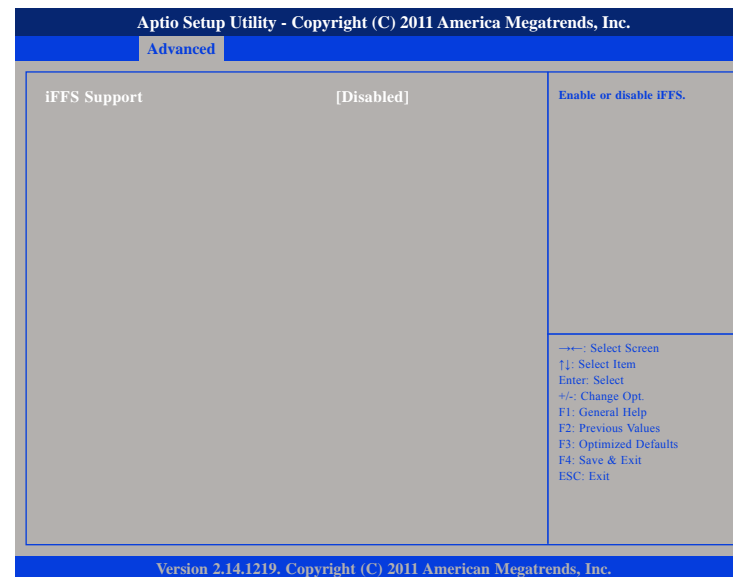 Aptio Setup Utility - Copyright (C) 2011 America Megatrends, Inc.
Advanced
iFFS Support [Disabled]
Enable or disable iFFS.
→←: Select Screen
↑↓: Select Item
Enter: Select
+/-: Change Opt.
F1: General Help
F2: Previous Values
F3: Optimized Defaults
F4: Save & Exit
ESC: Exit
Version 2.14.1219. Copyright (C) 2011 American Megatrends, Inc.